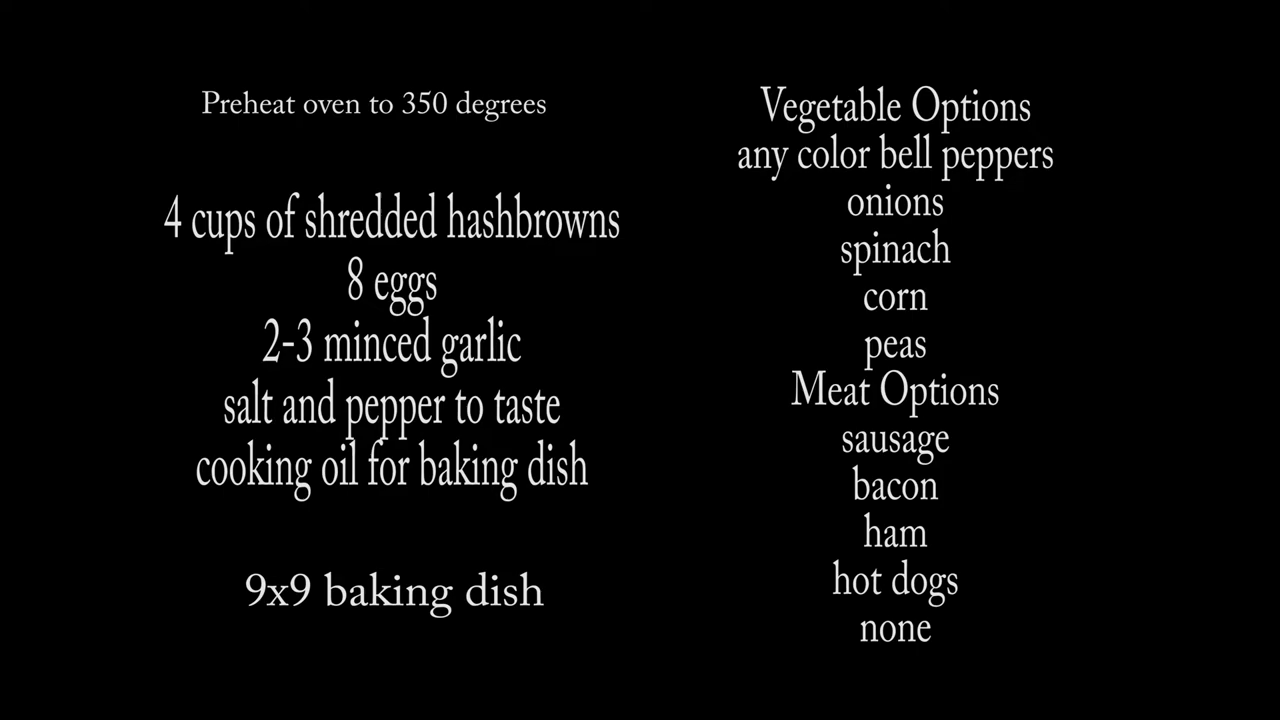 Preheat oven to 350 degrees
4 cups of shredded hashbrowns
8 eggs
2-3 minced garlic
salt and pepper to taste
cooking oil for baking dish
9x9 baking dish
Vegetable Options
any color bell peppers
onions
spinach
corn
peas
Meat Options
sausage
bacon
ham
hot dogs
none